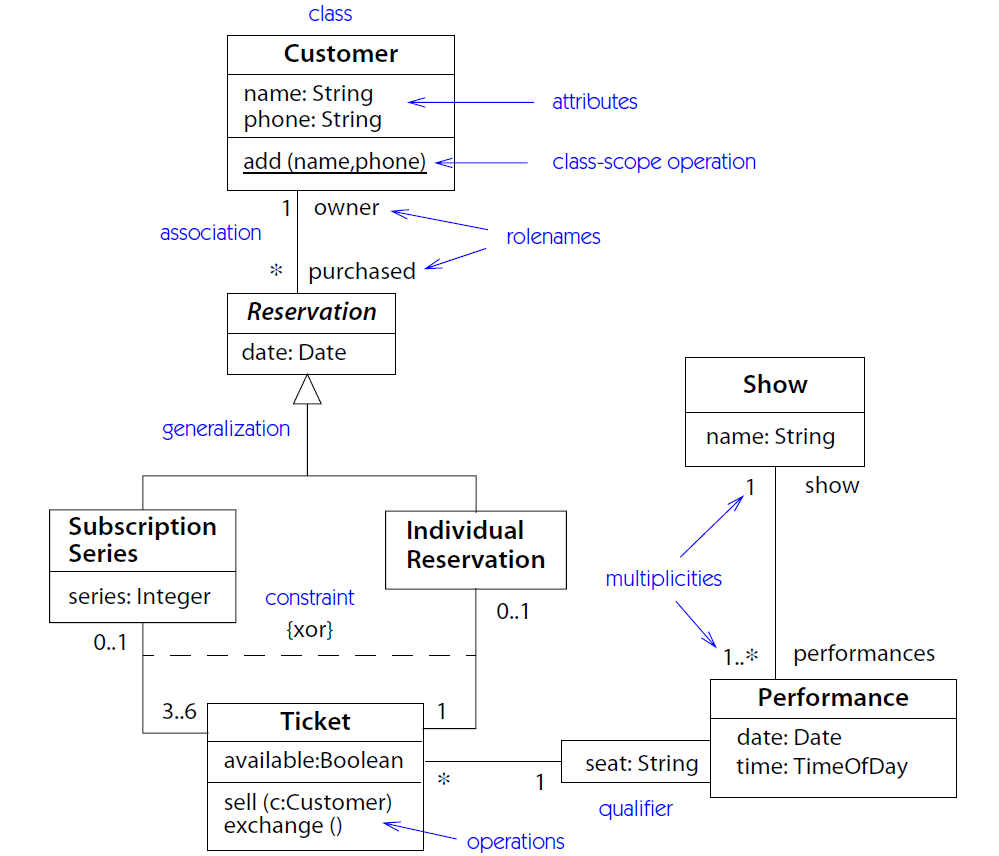 class
Customer
name: String
phone: String
attributes
add (name,phone)
class-scope operation
1 owner
association
rolenames
* purchased
Reservation
date: Date
generalization
Show
name: String
1 show
Subscription
Series
series: Integer
Individual
Reservation
constraint
{xor}
0..1
0..1
multiplicities
1..* performances
3..6
1
Ticket
available:Boolean
sell (c:Customer)
exchange ()
operations
*
1
seat: String
qualifier
Performance
date: Date
time: TimeOfDay